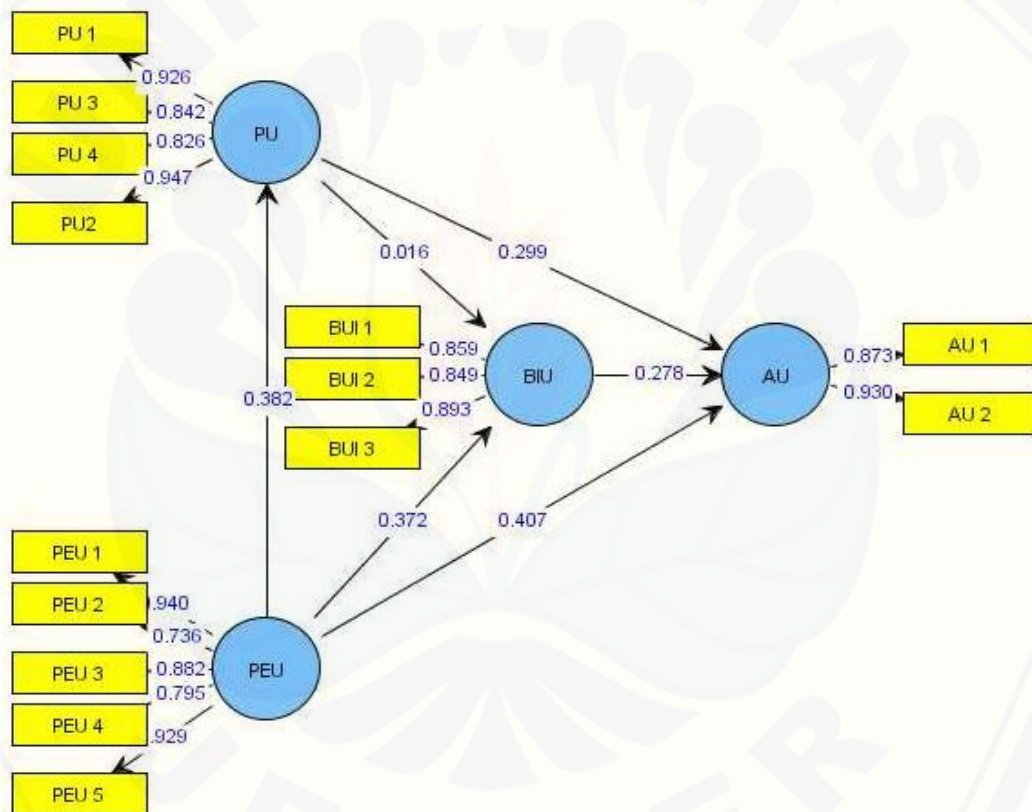 PU 1
0.926
PU 3
0.842
PU 4
0.826
0.947
PU2
PU
0.016
0.299
BUI 1
0.859
BUI 2
0.849
0.893
BUI 3
BIU
0.278
AU
0.873
AU 1
0.930
AU 2
0.382
0.372
0.407
PEU 1
.940
PEU 2
0.736
PEU 3
0.882
0.795
PEU 4
.929
PEU 5
PEU